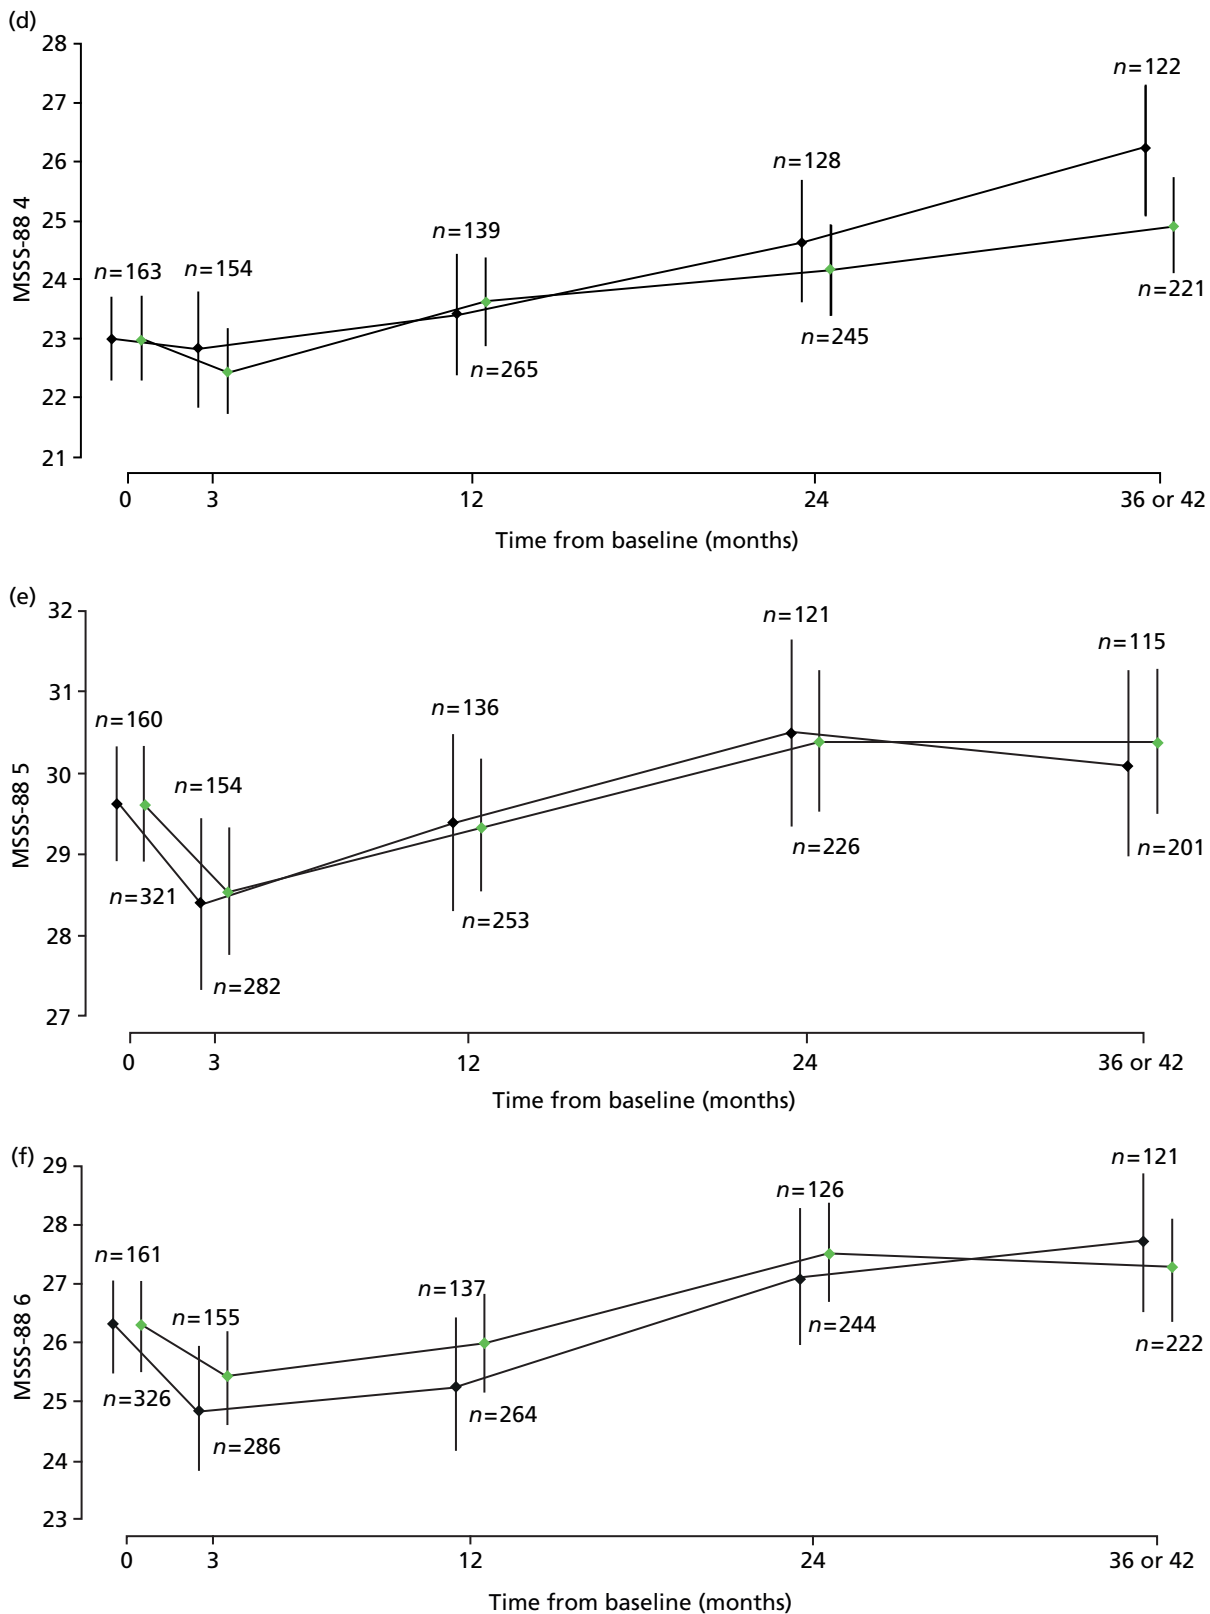 (d)
28
27
26
25
24
23
22
21
MSSS-88 4
n=163
n=154
n=139
n=265
n=128
n=245
n=122
n=221
0 3 12 24 36 or 42
Time from baseline (months)
(e)
32
31
30
29
28
27
MSSS-88 5
n=160
n=321
n=154
n=282
n=136
n=253
n=121
n=226
n=115
n=201
0 3 12 24 36 or 42
Time from baseline (months)
(f)
29
28
27
26
25
24
23
MSSS-88 6
n=161
n=326
n=155
n=286
n=137
n=264
n=126
n=244
n=121
n=222
0 3 12 24 36 or 42
Time from baseline (months)